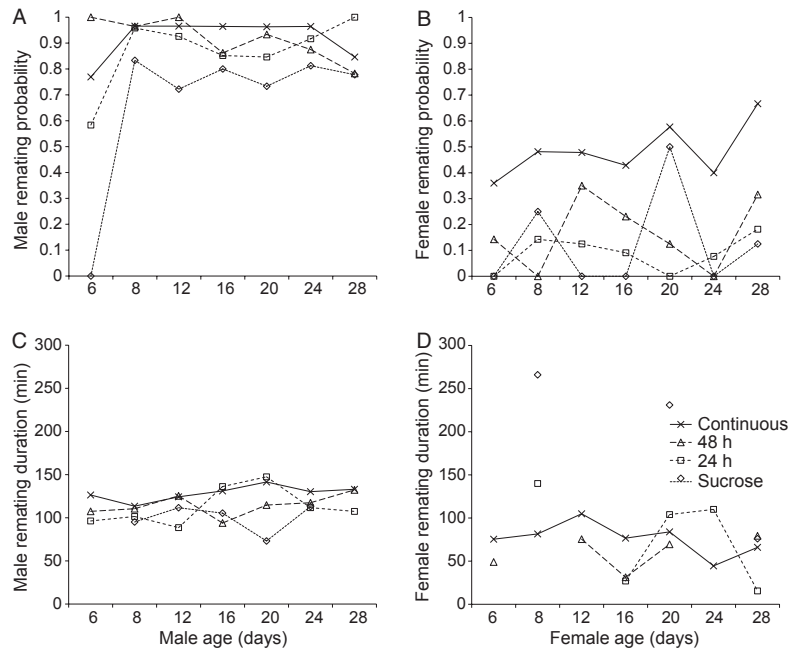 A
Male remating probability
1
0.9
0.8
0.7
0.6
0.5
0.4
0.3
0.2
0.1
0
6 8 12 16 20 24 28
B
Female remating probability
1
0.9
0.8
0.7
0.6
0.5
0.4
0.3
0.2
0.1
0
6 8 12 16 20 24 28
C
Male remating duration (min)
300
250
200
150
100
50
0
6 8 12 16 20 24 28
Male age (days)
D
Female remating duration (min)
300
250
200
150
100
50
0
Continuous
48 h
24 h
Sucrose
6 8 12 16 20 24 28
Female age (days)